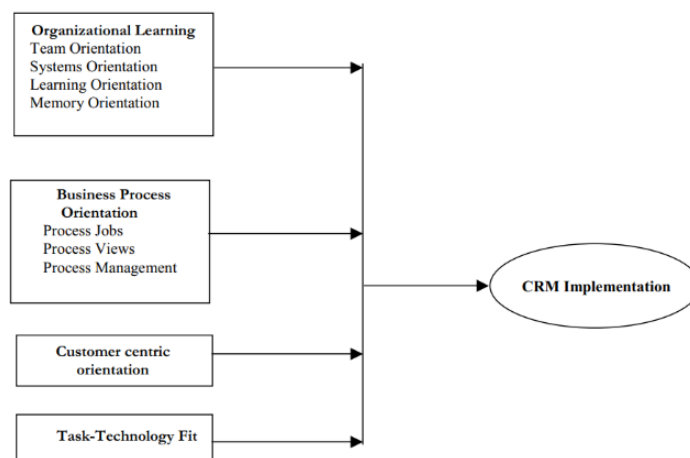 Organizational Learning
Team Orientation
Systems Orientation
Learning Orientation
Memory Orientation
Business Process
Orientation
Process Jobs
Process Views
Process Management
CRM Implementation
Customer centric
orientation
Task-Technology Fit